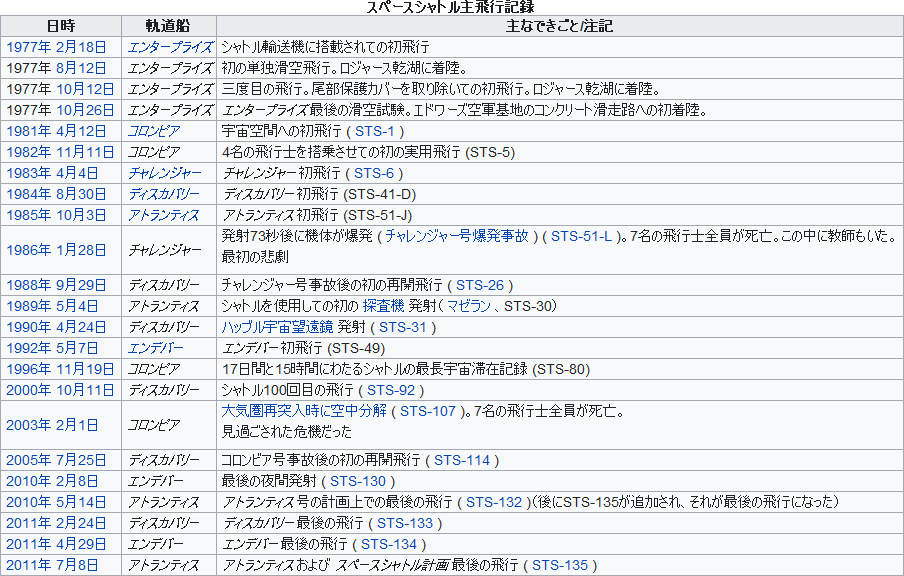 スペースシャトル主飛行記録
日時 軌道船 主なできごと/注記
1977年 2月18日 エンタープライズ シャトル輸送機に搭載されての初飛行
1977年 8月12日 エンタープライズ 初の単独滑空飛行。ロジャース乾湖に着陸。
1977年 10月12日 エンタープライズ 三度目の飛行。尾部保護カバーを取り除いての初飛行。ロジャース乾湖に着陸。
1977年 10月26日 エンタープライズ エンタープライズ最後の滑空試験。エドワーズ空軍基地のコンクリート滑走路への初着陸。
1981年 4月12日 コロンビア 宇宙空間への初飛行 ( STS-1 )
1982年 11月11日 コロンビア 4名の飛行士を搭乗させての初の実用飛行 (STS-5)
1983年 4月4日 チャレンジャー チャレンジャー初飛行 ( STS-6 )
1984年 8月30日 ディスカバリー ディスカバリー初飛行 (STS-41-D)
1985年 10月3日 アトランティス アトランティス初飛行 (STS-51-J)
1986年 1月28日 チャレンジャー 発射73秒後に機体が爆発 ( チャレンジャー号爆発事故 ) ( STS-51-L )。7名の飛行士全員が死亡。この中に教師もいた。
最初の悲劇
1988年 9月29日 ディスカバリー チャレンジャー号事故後の初の再開飛行 ( STS-26 )
1989年 5月4日 アトランティス シャトルを使用しての初の 探査機 発射( マゼラン 、STS-30)
1990年 4月24日 ディスカバリー ハッブル宇宙望遠鏡 発射 ( STS-31 )
1992年 5月7日 エンデバー エンデバー初飛行 (STS-49)
1996年 11月19日 コロンビア 17日間と15時間にわたるシャトルの最長宇宙滞在記録 (STS-80)
2000年 10月11日 ディスカバリー シャトル100回目の飛行 ( STS-92 )
2003年 2月1日 コロンビア 大気圏再突入時に空中分解 ( STS-107 )。7名の飛行士全員が死亡。
見過ごされた危機だった
2005年 7月25日 ディスカバリー コロンビア号事故後の初の再開飛行 ( STS-114 )
2010年 2月8日 エンデバー 最後の夜間発射 ( STS-130 )
2010年 5月14日 アトランティス アトランティス号の計画上での最後の飛行 ( STS-132 )(後にSTS-135が追加され、それが最後の飛行になった)
2011年 2月24日 ディスカバリー ディスカバリー最後の飛行 ( STS-133 )
2011年 4月29日 エンデバー エンデバー最後の飛行 ( STS-134 )
2011年 7月8日 アトランティス アトランティスおよび スペースシャトル計画 最後の飛行 ( STS-135 )